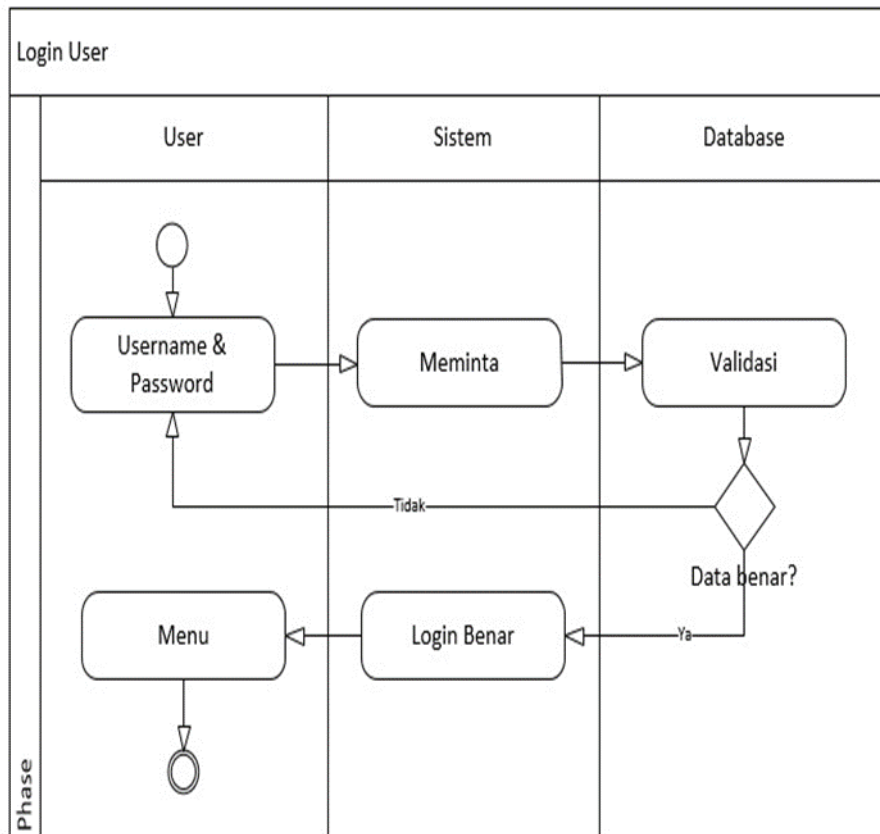 Login User
User
Sistem
Database
Username &
Password
Meminta
Validasi
Tidak
Data benar?
Menu
Login Benar
Ya
Phase